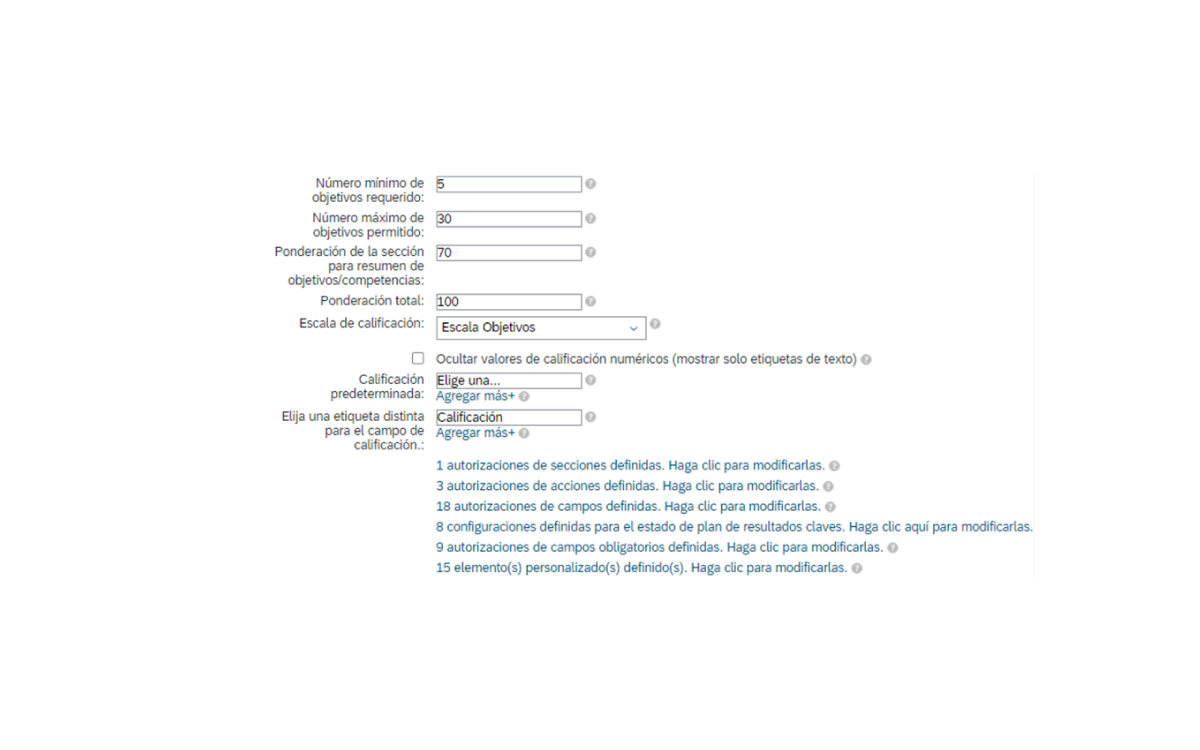 Número mínimo de
objetivos requerido:
5
Número máximo de
objetivos permitido:
30
Ponderación de la sección
para resumen de
objetivos/competencias:
70
Ponderación total:
100
Escala de calificación:
Escala Objetivos
Ocultar valores de calificación numéricos (mostrar solo etiquetas de texto)
Calificación
predeterminada:
Elige una...
Agregar más+
Elija una etiqueta distinta
para el campo de
calificación.:
Calificación
Agregar más+
1 autorizaciones de secciones definidas. Haga clic para modificarlas.
3 autorizaciones de acciones definidas. Haga clic para modificarlas.
18 autorizaciones de campos definidas. Haga clic para modificarlas.
8 configuraciones definidas para el estado de plan de resultados claves. Haga clic aquí para modificarlas.
9 autorizaciones de campos obligatorios definidas. Haga clic para modificarlas.
15 elemento(s) personalizado(s) definido(s). Haga clic para modificarlas.